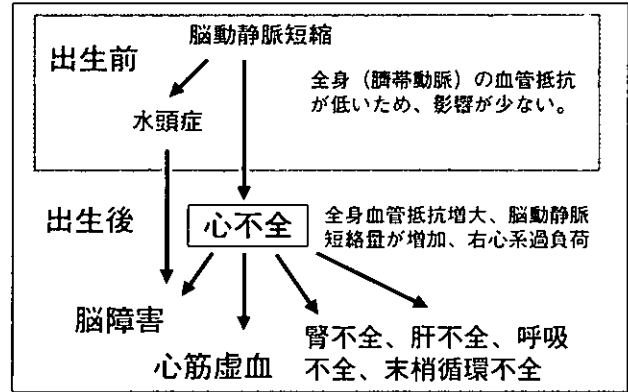 脳動静脈短縮
出生前
全身（臍帯動脈）の血管抵抗
が低いため、影響が少ない。
水頭症
出生後
心不全
全身血管抵抗増大、脳動静脈
短絡量が増加、右心系過負荷
脳障害
心筋虚血
腎不全、肝不全、呼吸
不全、末梢循環不全